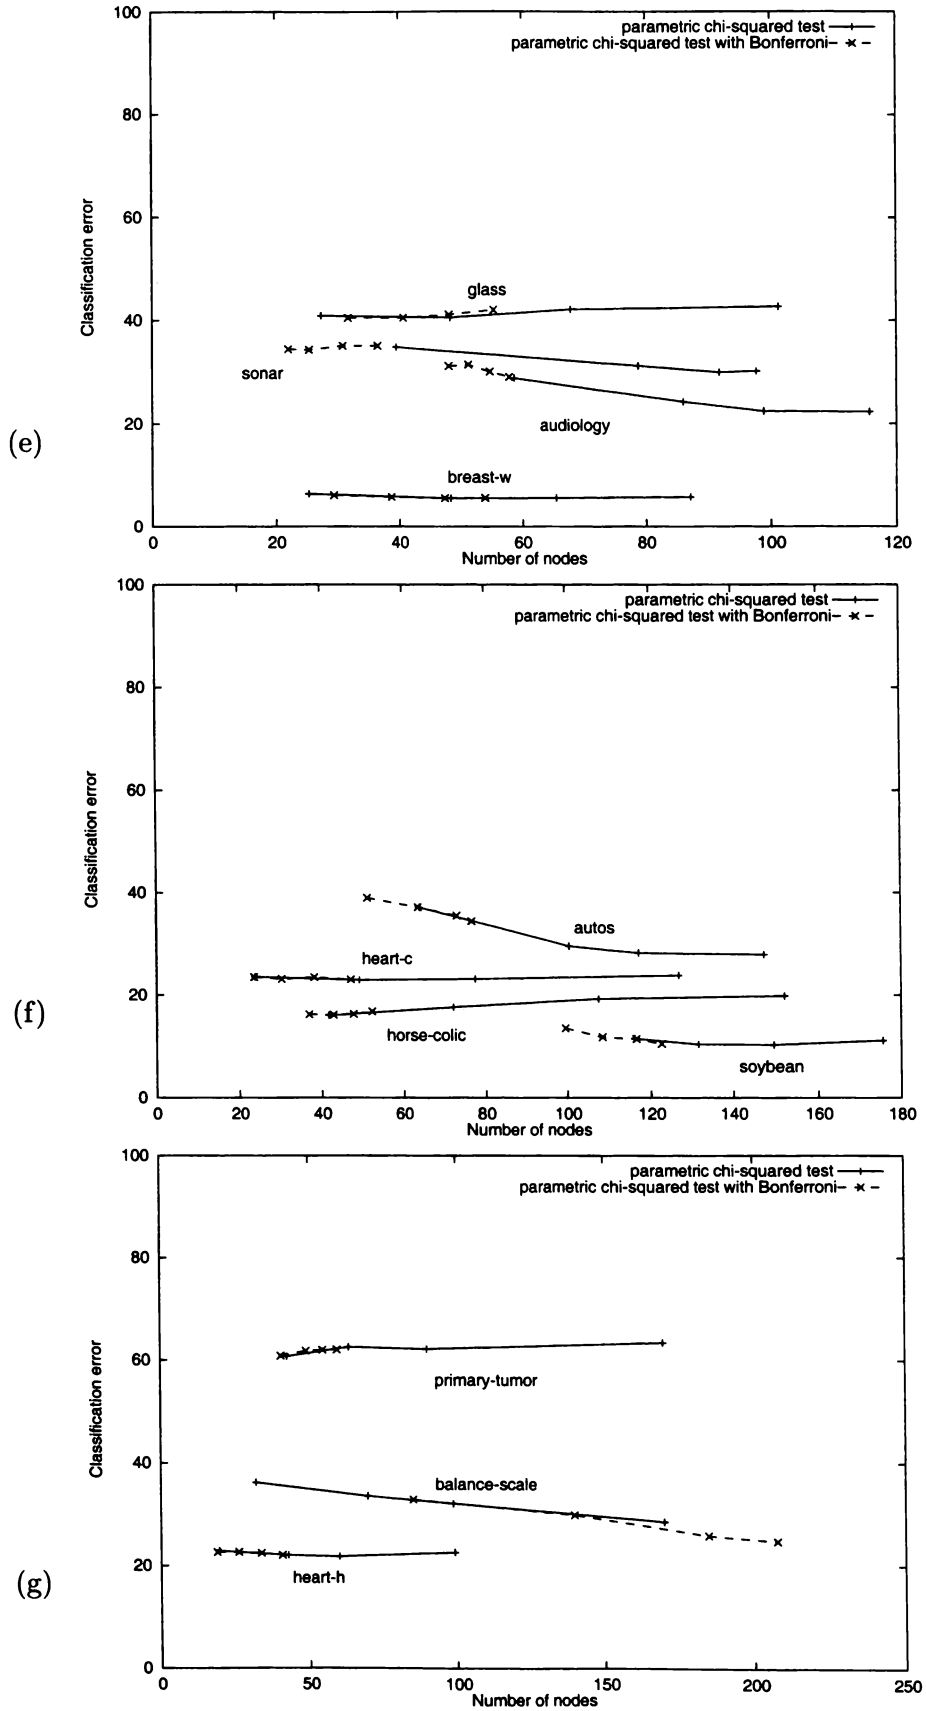 100
parametric chi-squared test
parametric chi-squared test with Bonferroni
80
60
Classification error
glass
40
sonar
audiology
20
(e)
breast-w
0
0 20 40 60 80 100 120
Number of nodes
100
parametric chi-squared test
parametric chi-squared test with Bonferroni
80
60
Classification error
40
autos
heart-c
20
(f)
horse-colic
soybean
0
0 20 40 60 80 100 120 140 160 180
Number of nodes
100
parametric chi-squared test
parametric chi-squared test with Bonferroni
80
Classification error
60
primary-tumor
40
balance-scale
20
heart-h
(g)
0
0 50 100 150 200 250
Number of nodes